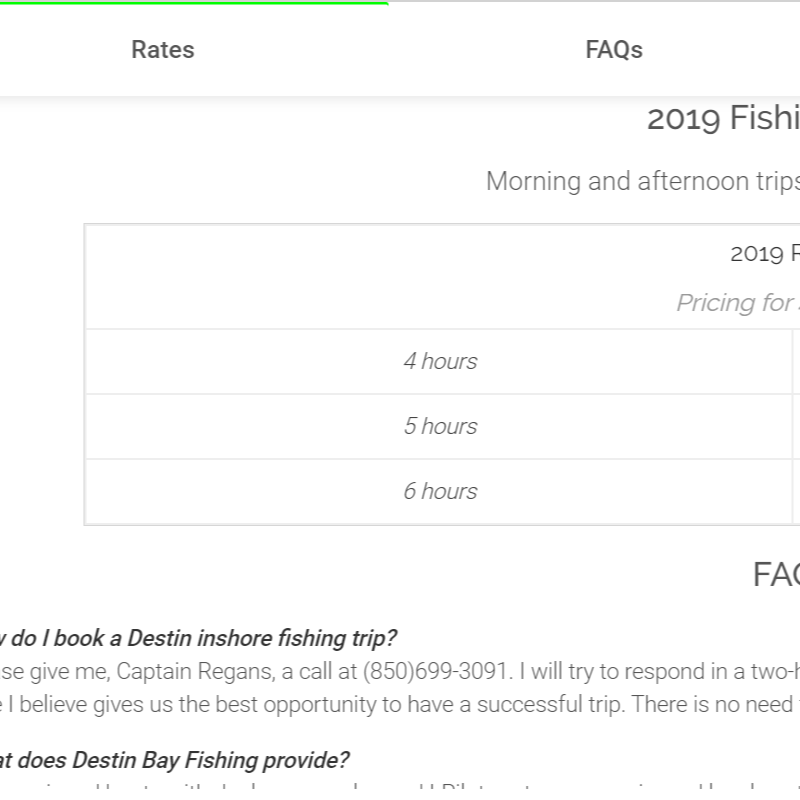 Rates FAQs
2019 Fishi
Morning and afternoon trips
2019 R
Pricing for
4 hours
5 hours
6 hours
FAQ
do I book a Destin inshore fishing trip?
se give me, Captain Regans, a call at (850)699-3091. I will try to respond in a two-h
I believe gives us the best opportunity to have a successful trip. There is no need
at does Destin Bay Fishing provide?